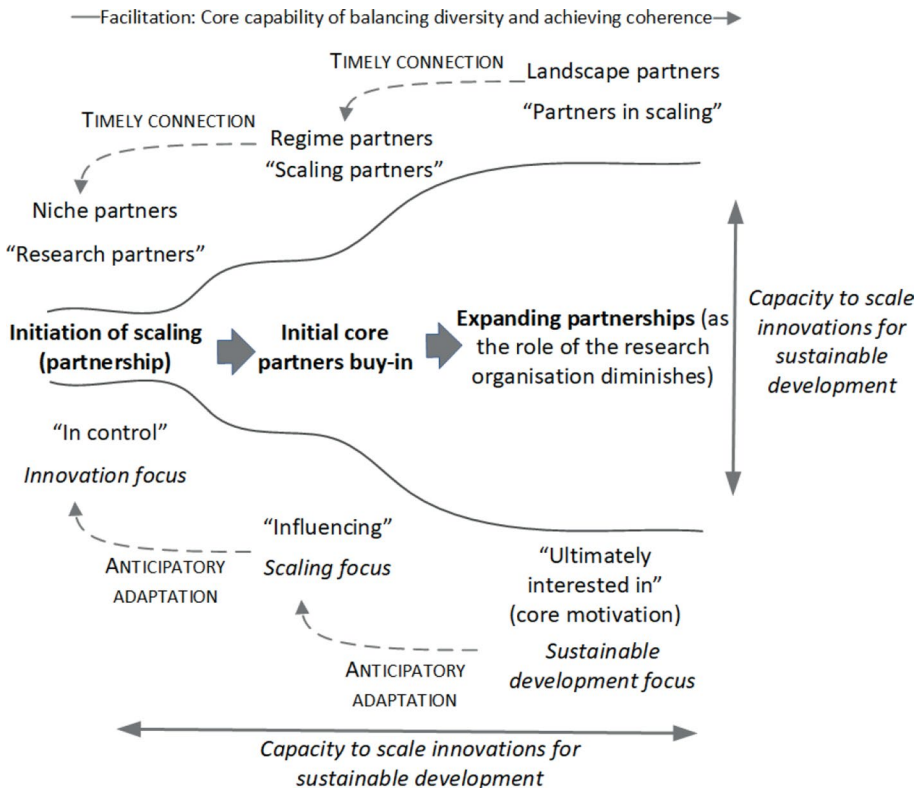 Facilitation: Core capability of balancing diversity and achieving coherence
TIMELY CONNECTION
Landscape partners
“Partners in scaling”
TIMELY CONNECTION
Regime partners
“Scaling partners”
Niche partners
“Research partners”
Initiation of scaling
(partnership)
Initial core
partners buy-in
Expanding partnerships (as
the role of the research
organisation diminishes)
Capacity to scale
innovations for
sustainable
development
“In control”
Innovation focus
ANTICIPATORY
ADAPTATION
“Influencing”
Scaling focus
ANTICIPATORY
ADAPTATION
“Ultimately
interested in”
(core motivation)
Sustainable
development focus
Capacity to scale innovations for
sustainable development